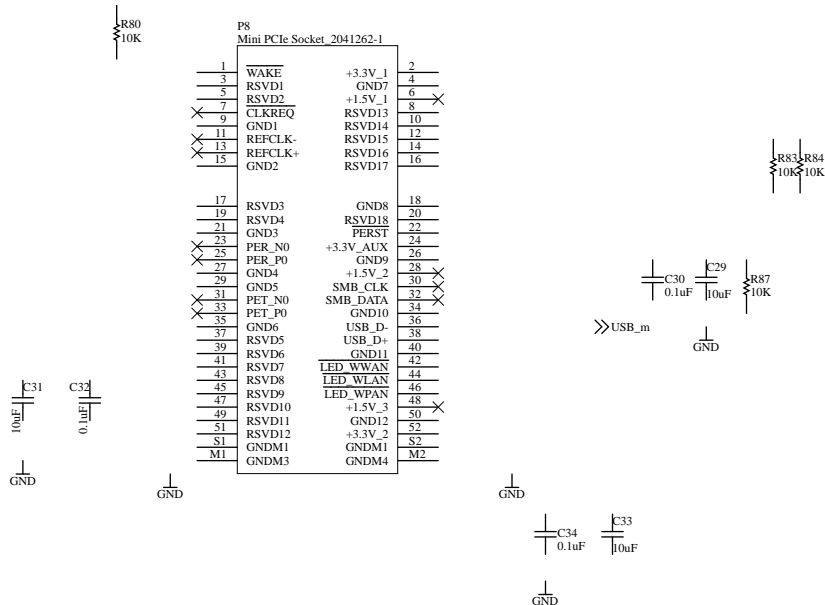 R80
10K
P8
Mini PCIe Socket_2041262-1
1 WAKE +3.3V_1 2
3 RSVD1 GND7 4
5 RSVD2 +1.5V_1 6
7 CLKREQ RSVD13 8
9 GND1 RSVD14 10
11 REFCLK- RSVD15 12
13 REFCLK+ RSVD16 14
15 GND2 RSVD17 16
R83 R84
10K 10K
17 RSVD3 GND8 18
19 RSVD4 RSVD18 20
21 GND3 PERST 22
23 PER_N0 +3.3V_AUX 24
25 PER_P0 GND9 26
27 GND4 +1.5V_2 28
29 GND5 SMB_CLK 30
31 PET_N0 SMB_DATA 32
33 PET_P0 GND10 34
35 GND6 USB_D- 36
37 RSVD5 USB_D+ 38
39 RSVD6 GND11 40
41 RSVD7 LED_WWAN 42
43 RSVD8 LED_WLAN 44
45 RSVD9 LED_WPAN 46
47 RSVD10 +1.5V_3 48
49 RSVD11 GND12 50
51 RSVD12 +3.3V_2 52
S1 GNDM1 GNDM1 S2
M1 GNDM3 GNDM4 M2
C30 C29 R87
0.1uF 10uF 10K
USB_m
GND
C31 C32
10uF 0.1uF
GND
GND
GND
C34 C33
0.1uF 10uF
GND